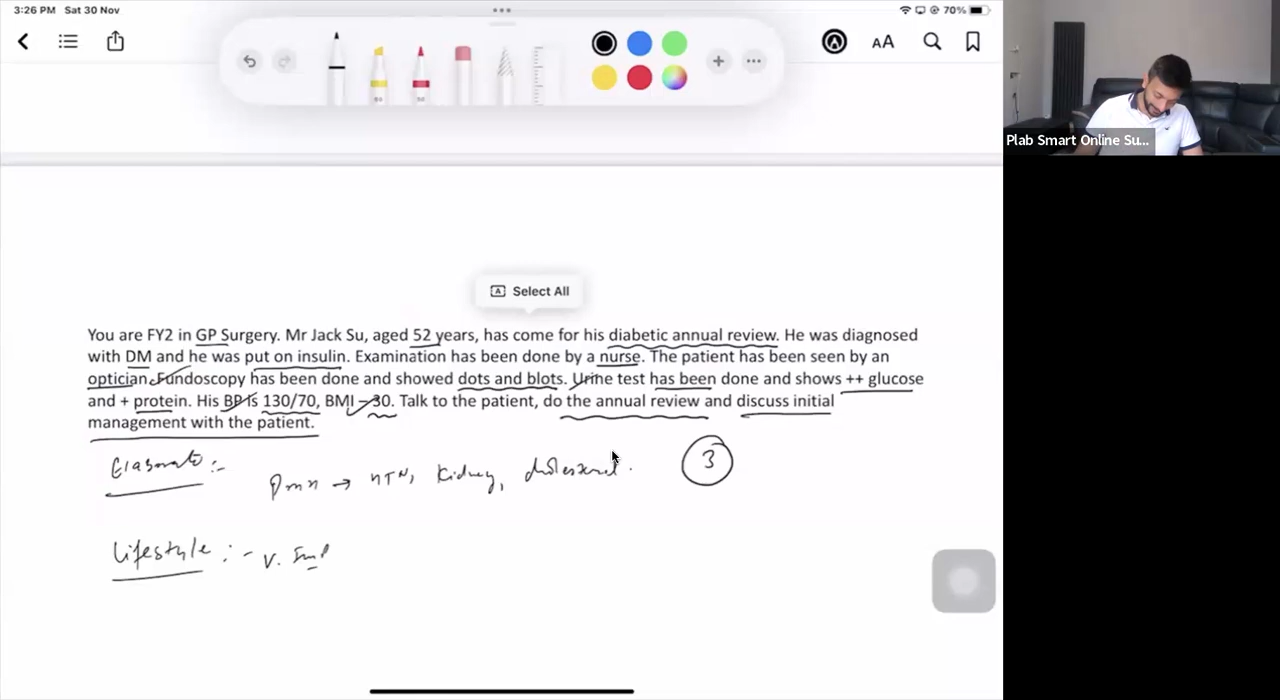 3:26 PM Sat 30 Nov
70%
AA
Plab Smart Online Su...
Select All
You are FY2 in GP Surgery. Mr Jack Su, aged 52 years, has come for his diabetic annual review. He was diagnosed
with DM and he was put on insulin. Examination has been done by a nurse. The patient has been seen by an
optician. Fundoscopy has been done and showed dots and blots. Urine test has been done and shows ++ glucose
and + protein. His BP is 130/70, BMI – 30. Talk to the patient, do the annual review and discuss initial
management with the patient.
Elaborate :-
Pmn → HTN, Kidney, cholesterol.
3
Lifestyle :- V. Imp